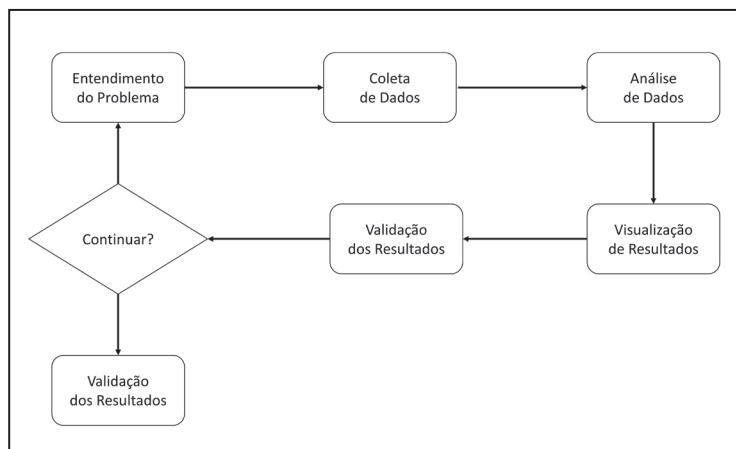 Entendimento
do Problema
Coleta
de Dados
Análise
de Dados
Continuar?
Validação
dos Resultados
Visualização
de Resultados
Validação
dos Resultados